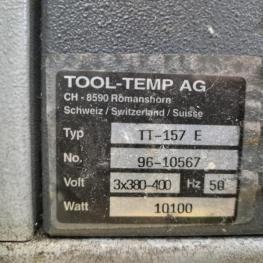 TOOL-TEMP AG
CH - 8590 Romanshorn
Schweiz / Switzerland / Suisse
Typ TT-157 E
No. 96-10567
Volt 3x380-400 Hz 50
Watt 10100